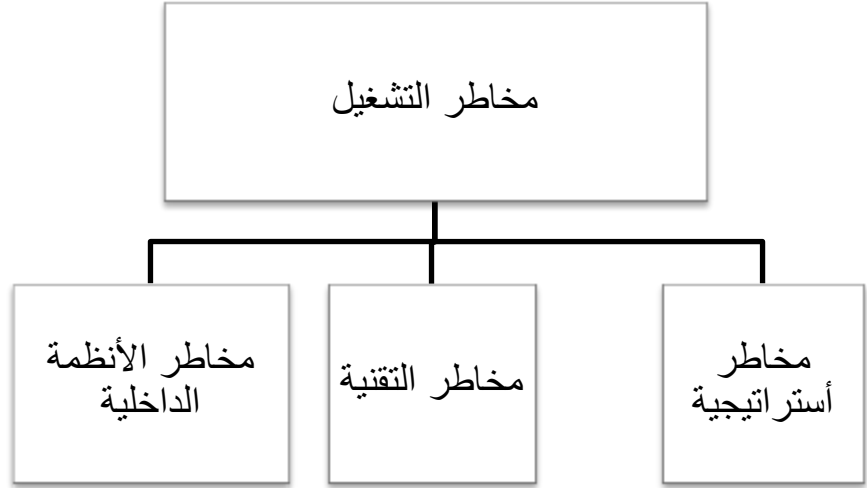 مخاطر التشغيل
مخاطر
أستراتيجية
مخاطر التقنية
مخاطر الأنظمة
الداخلية